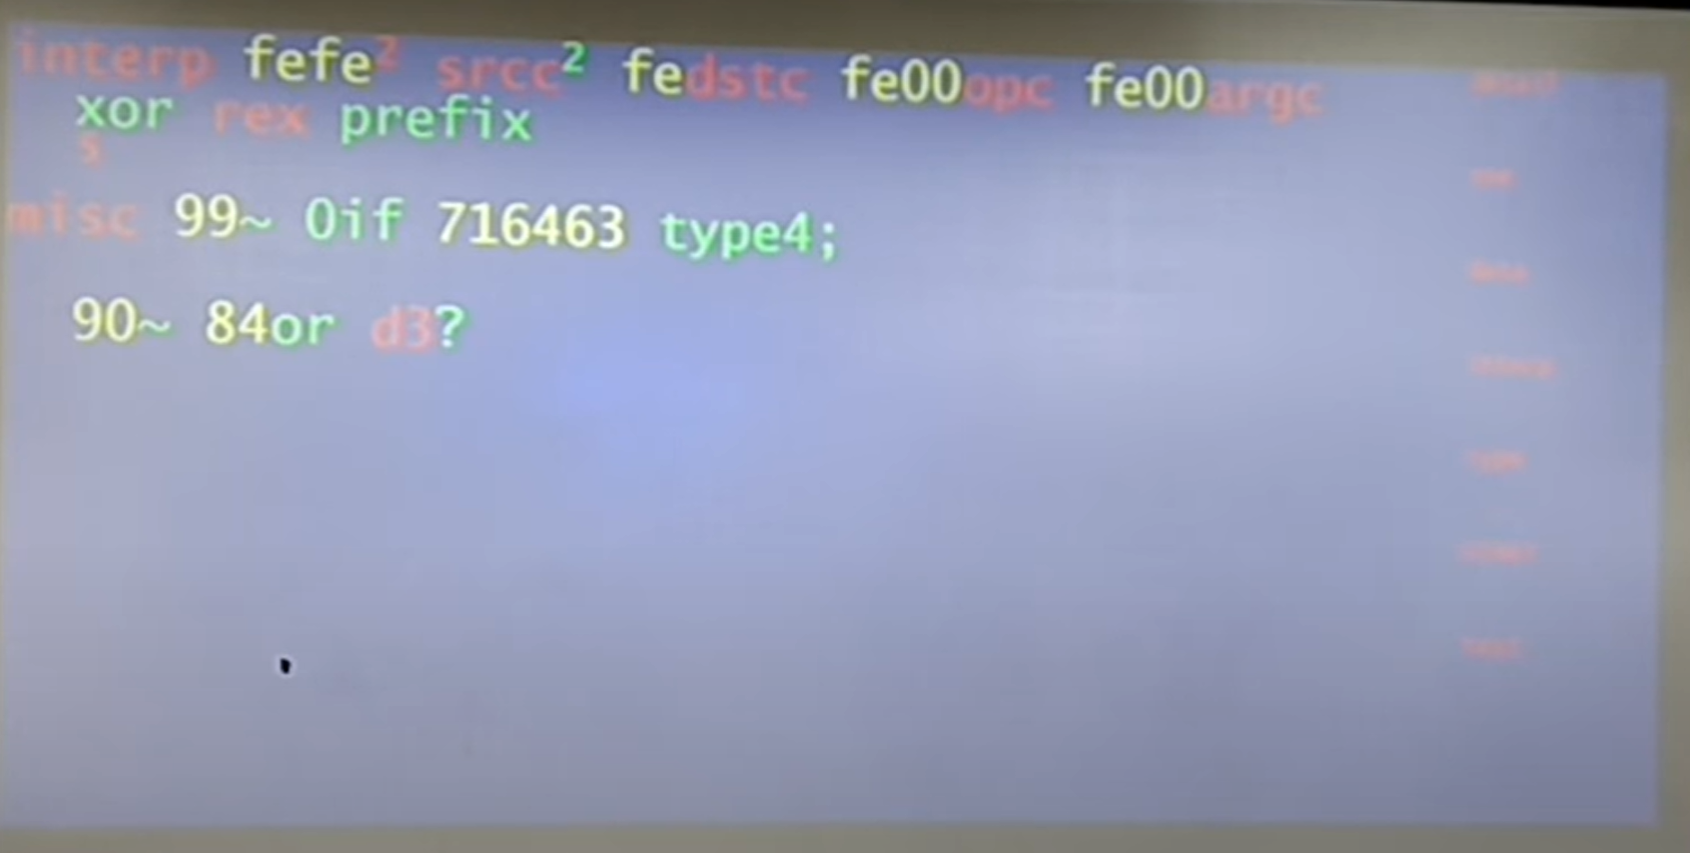 interp fefe² srcc² fedstc fe00opc fe00argc
xor rex prefix
s
misc 99~ 0if 716463 type4;
90~ 84or d3?